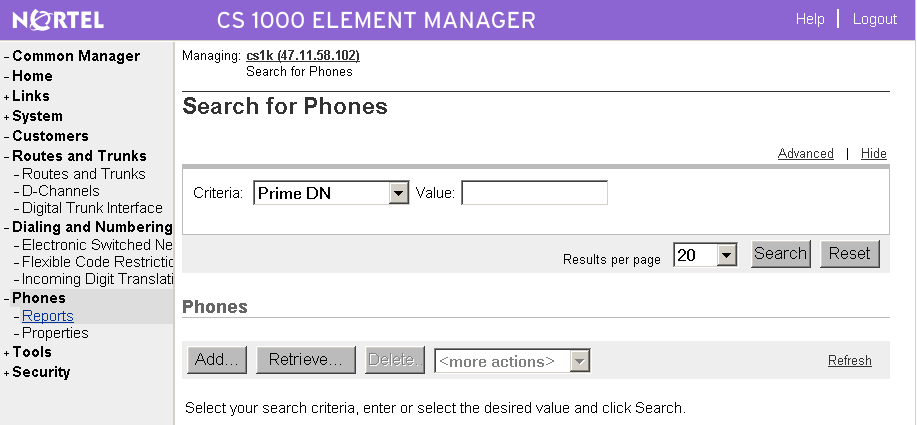 NORTEL CS 1000 ELEMENT MANAGER Help | Logout
- Common Manager
- Home
+ Links
+ System
- Customers
- Routes and Trunks
- Routes and Trunks
- D-Channels
- Digital Trunk Interface
- Dialing and Numbering
- Electronic Switched Ne
- Flexible Code Restrictic
- Incoming Digit Translati
- Phones
- Reports
- Properties
+ Tools
+ Security
Managing: cs1k (47.11.58.102)
Search for Phones
Search for Phones
Advanced | Hide
Criteria: Prime DN Value:
Results per page 20 Search Reset
Phones
Add... Retrieve... Delete.. <more actions> Refresh
Select your search criteria, enter or select the desired value and click Search.